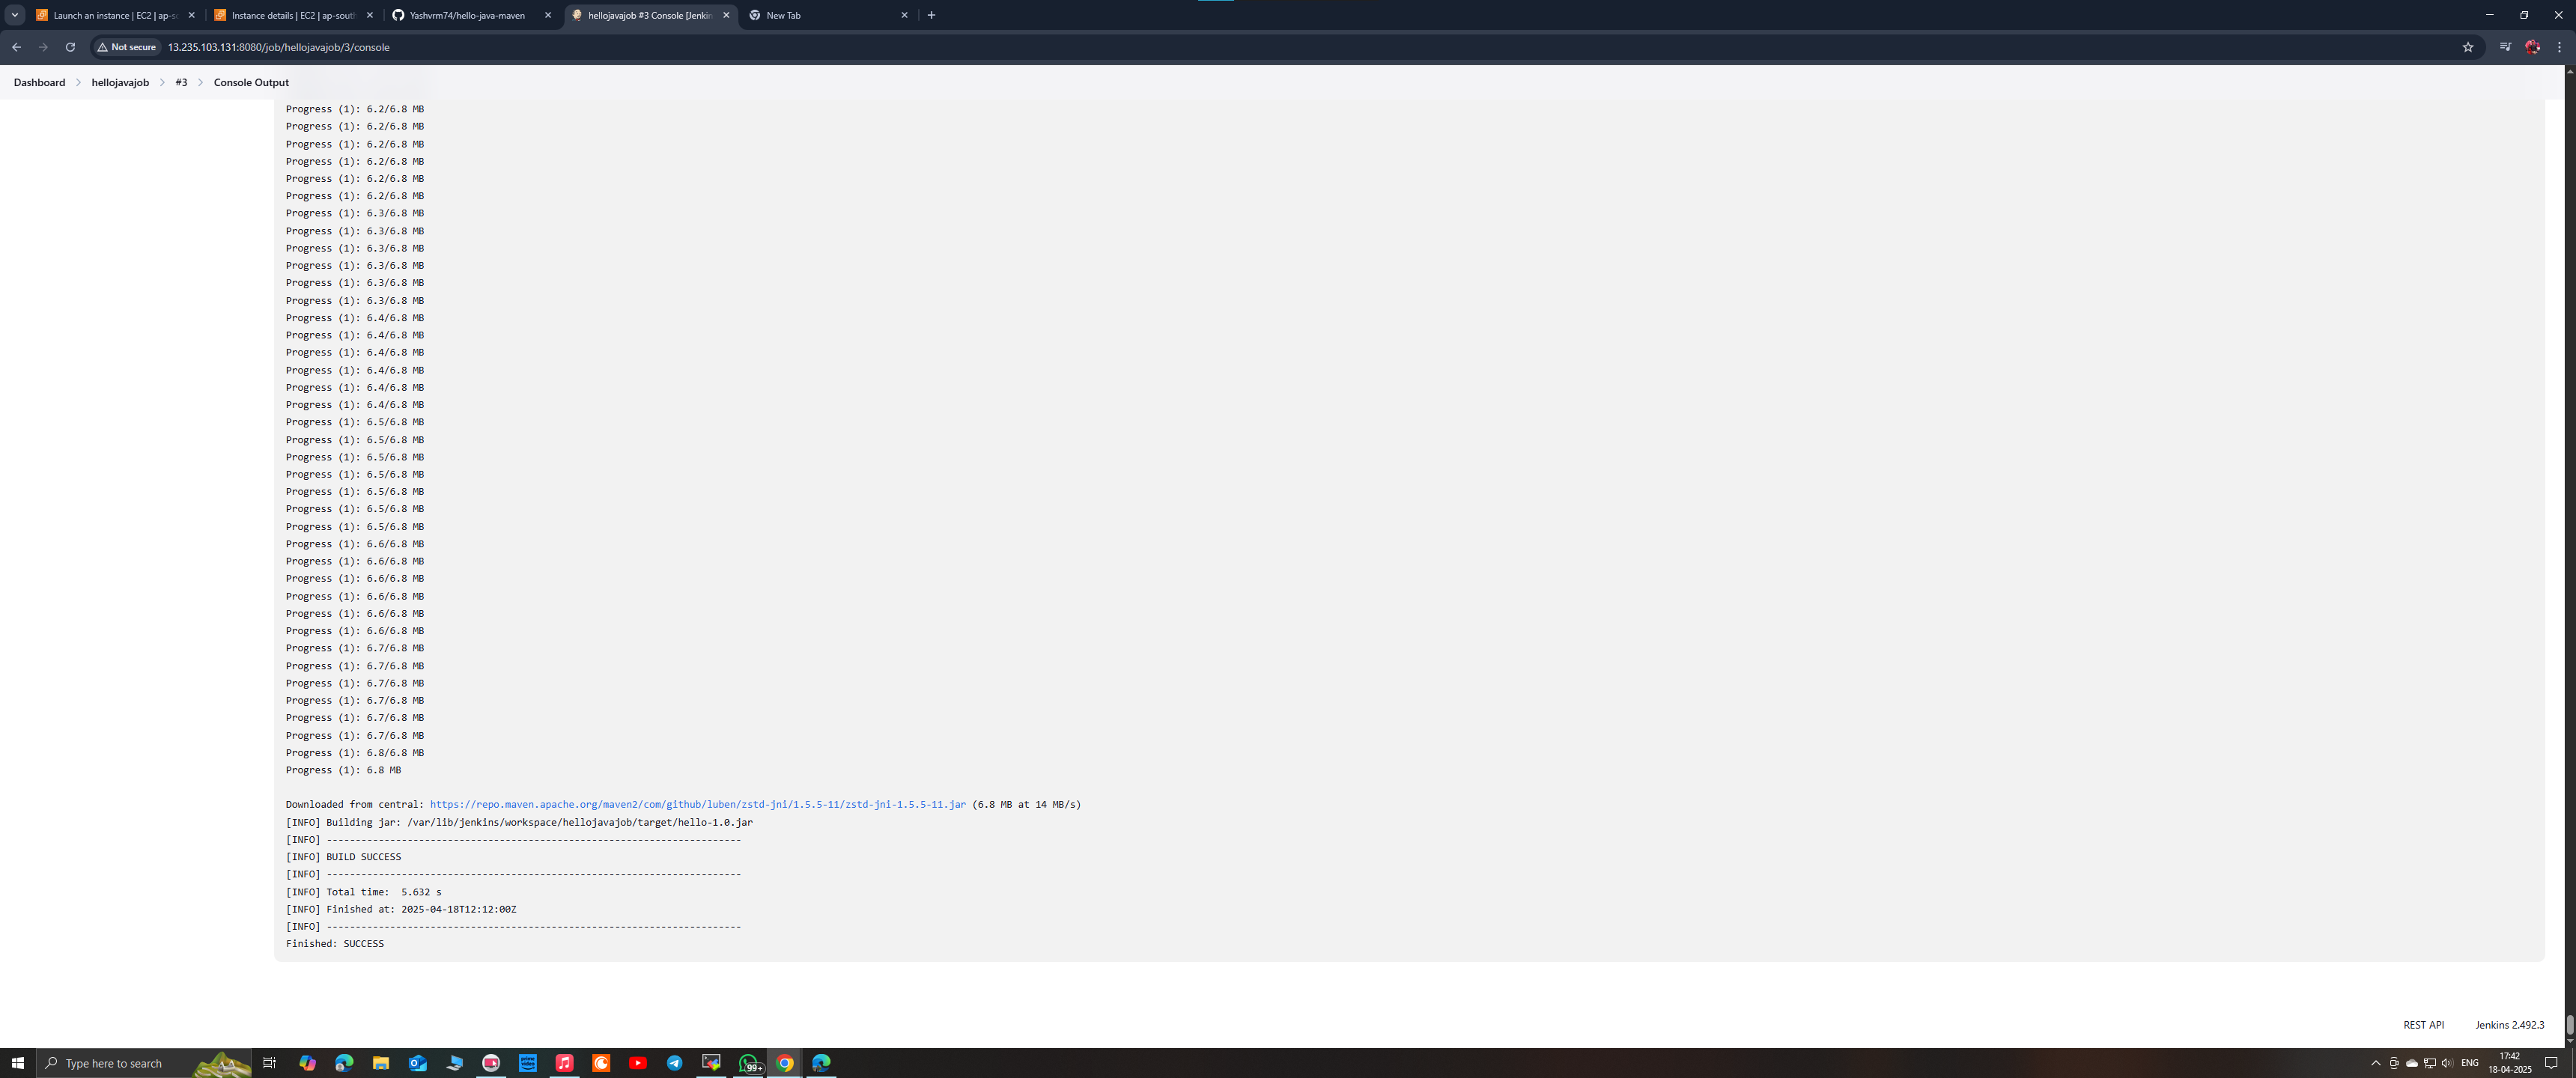 Launch an instance | EC2 | ap-s
Instance details | EC2 | ap-sout
Yashvrm74/hello-java-maven
hellojavajob #3 Console [Jenkin
New Tab
Not secure
13.235.103.131:8080/job/hellojavajob/3/console
Dashboard
hellojavajob
#3
Console Output
Progress (1): 6.2/6.8 MB
Progress (1): 6.2/6.8 MB
Progress (1): 6.2/6.8 MB
Progress (1): 6.2/6.8 MB
Progress (1): 6.2/6.8 MB
Progress (1): 6.2/6.8 MB
Progress (1): 6.3/6.8 MB
Progress (1): 6.3/6.8 MB
Progress (1): 6.3/6.8 MB
Progress (1): 6.3/6.8 MB
Progress (1): 6.3/6.8 MB
Progress (1): 6.3/6.8 MB
Progress (1): 6.4/6.8 MB
Progress (1): 6.4/6.8 MB
Progress (1): 6.4/6.8 MB
Progress (1): 6.4/6.8 MB
Progress (1): 6.4/6.8 MB
Progress (1): 6.4/6.8 MB
Progress (1): 6.5/6.8 MB
Progress (1): 6.5/6.8 MB
Progress (1): 6.5/6.8 MB
Progress (1): 6.5/6.8 MB
Progress (1): 6.5/6.8 MB
Progress (1): 6.5/6.8 MB
Progress (1): 6.5/6.8 MB
Progress (1): 6.6/6.8 MB
Progress (1): 6.6/6.8 MB
Progress (1): 6.6/6.8 MB
Progress (1): 6.6/6.8 MB
Progress (1): 6.6/6.8 MB
Progress (1): 6.6/6.8 MB
Progress (1): 6.7/6.8 MB
Progress (1): 6.7/6.8 MB
Progress (1): 6.7/6.8 MB
Progress (1): 6.7/6.8 MB
Progress (1): 6.7/6.8 MB
Progress (1): 6.7/6.8 MB
Progress (1): 6.8/6.8 MB
Progress (1): 6.8 MB
Downloaded from central: https://repo.maven.apache.org/maven2/com/github/luben/zstd-jni/1.5.5-11/zstd-jni-1.5.5-11.jar (6.8 MB at 14 MB/s)
[INFO] Building jar: /var/lib/jenkins/workspace/hellojavajob/target/hello-1.0.jar
[INFO] ------------------------------------------------------------------------
[INFO] BUILD SUCCESS
[INFO] ------------------------------------------------------------------------
[INFO] Total time:  5.632 s
[INFO] Finished at: 2025-04-18T12:12:00Z
[INFO] ------------------------------------------------------------------------
Finished: SUCCESS
REST API
Jenkins 2.492.3
Type here to search
99+
ENG
17:42
18-04-2025